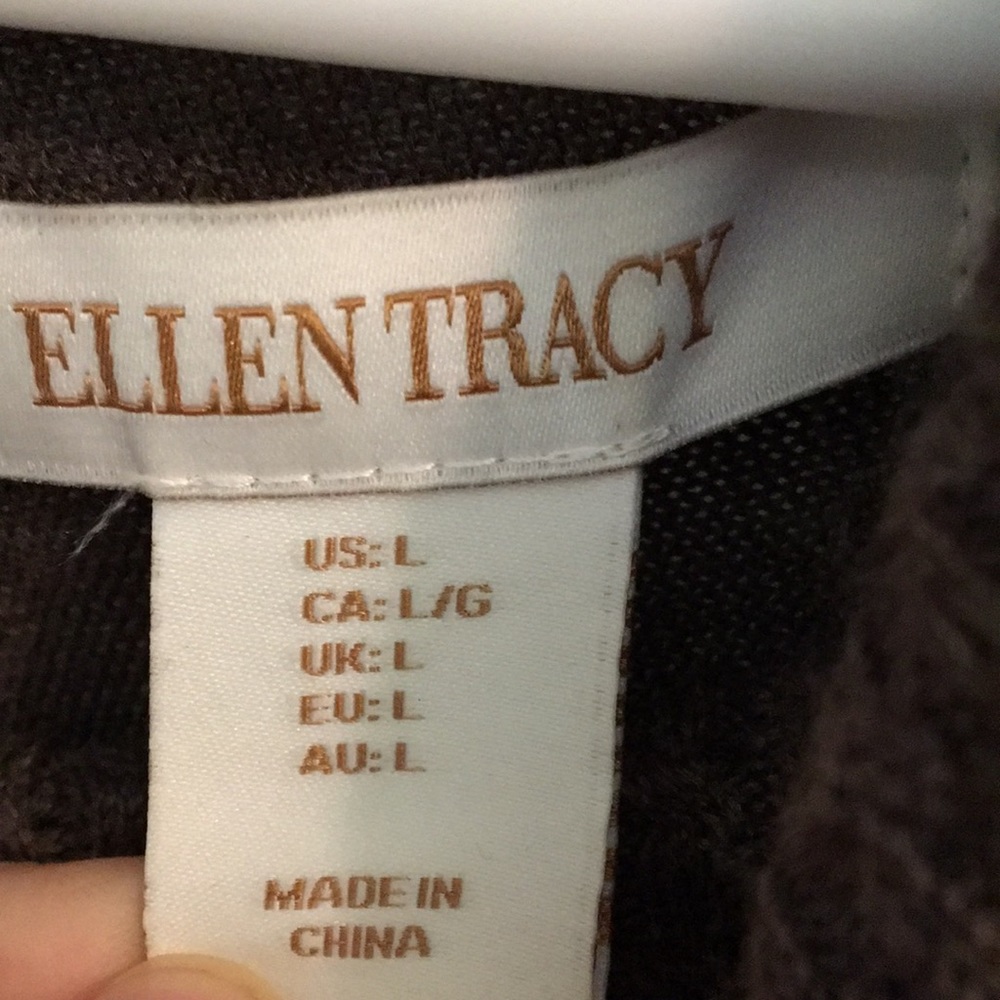 ELLEN TRACY
US: L
CA: L/G
UK: L
EU: L
AU: L
MADE IN
CHINA